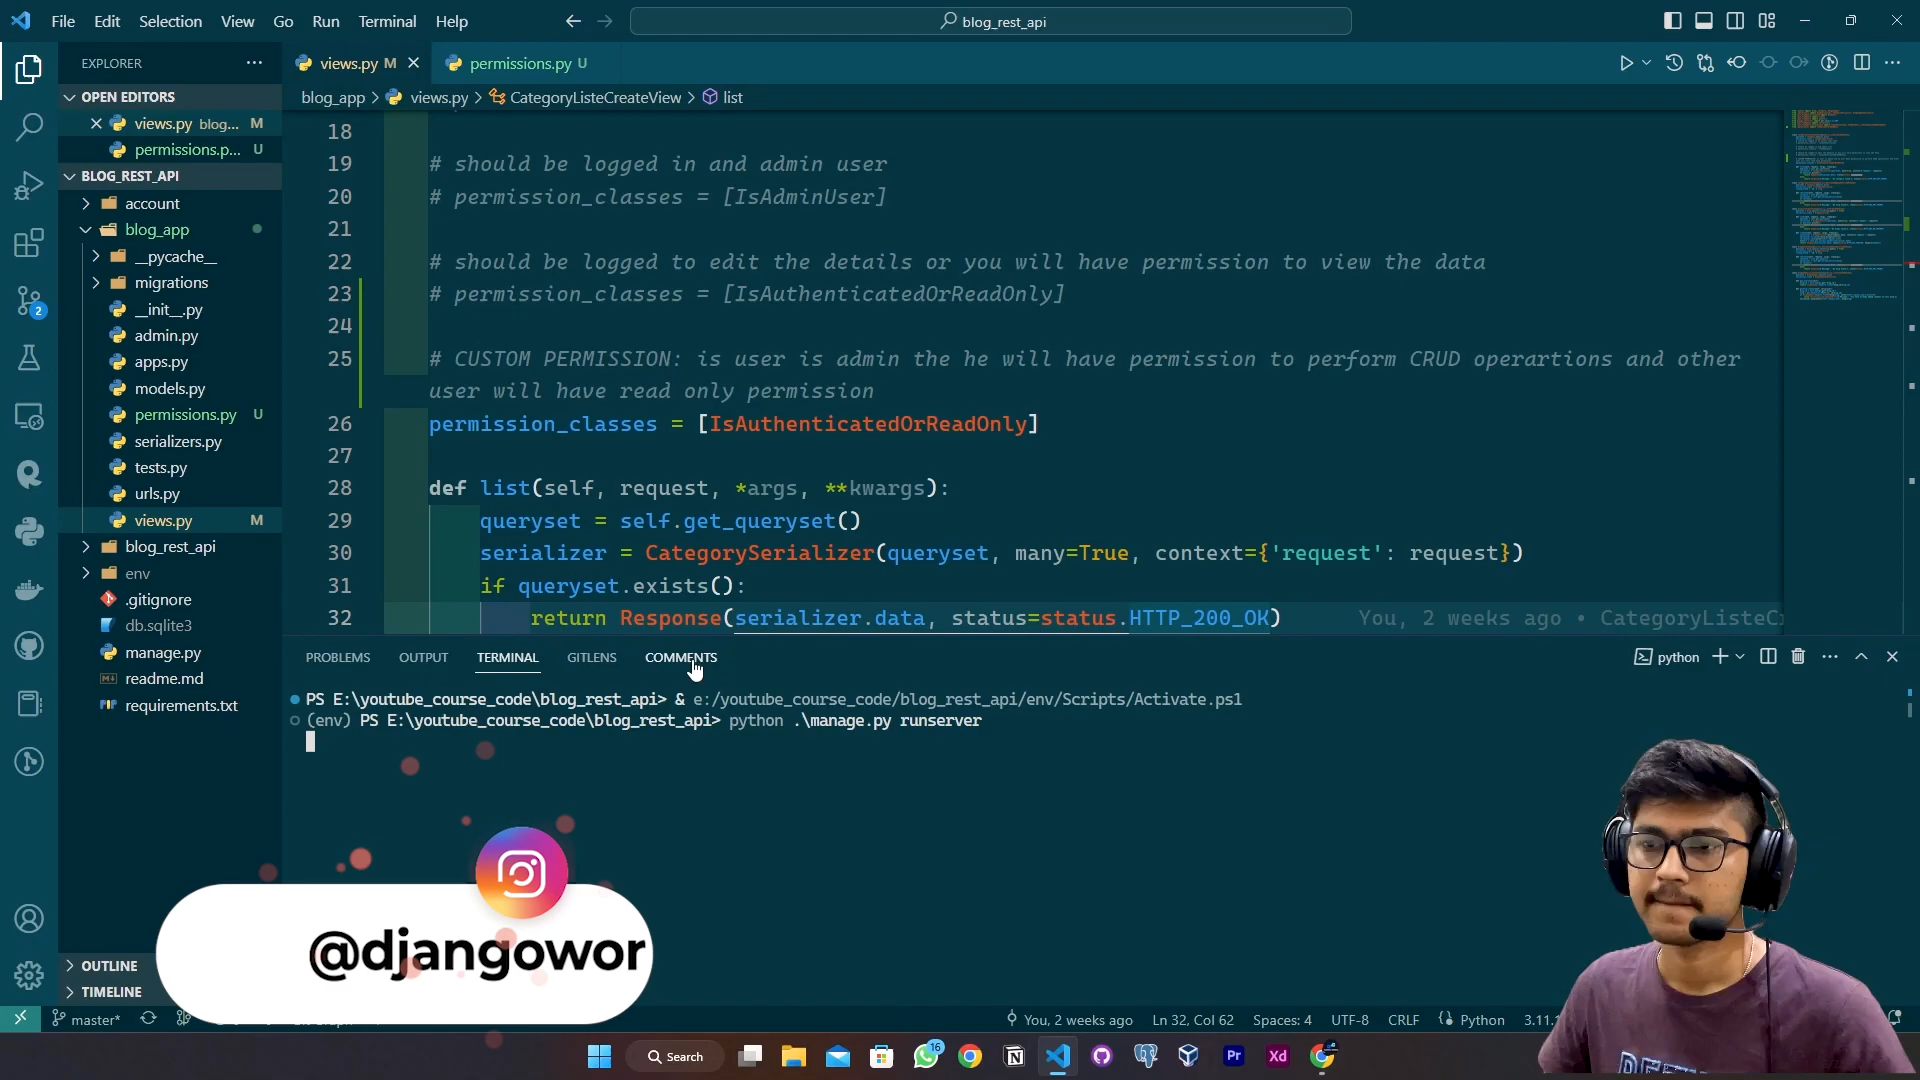 File Edit Selection View Go Run Terminal Help
blog_rest_api
EXPLORER
views.py M
permissions.py U
OPEN EDITORS
blog_app > views.py > CategoryListeCreateView > list
views.py blog... M
permissions.p... U
BLOG_REST_API
account
blog_app
__pycache__
migrations
__init__.py
admin.py
apps.py
models.py
permissions.py U
serializers.py
tests.py
urls.py
views.py M
blog_rest_api
env
.gitignore
db.sqlite3
manage.py
readme.md
requirements.txt
OUTLINE
TIMELINE
2
18
19 # should be logged in and admin user
20 # permission_classes = [IsAdminUser]
21
22 # should be logged to edit the details or you will have permission to view the data
23 # permission_classes = [IsAuthenticatedOrReadOnly]
24
25 # CUSTOM PERMISSION: is user is admin the he will have permission to perform CRUD operartions and other
user will have read only permission
26 permission_classes = [IsAuthenticatedOrReadOnly]
27
28 def list(self, request, *args, **kwargs):
29 queryset = self.get_queryset()
30 serializer = CategorySerializer(queryset, many=True, context={'request': request})
31 if queryset.exists():
32 return Response(serializer.data, status=status.HTTP_200_OK) You, 2 weeks ago • CategoryListeC
PROBLEMS OUTPUT TERMINAL GITLENS COMMENTS
python
PS E:\youtube_course_code\blog_rest_api> & e:/youtube_course_code/blog_rest_api/env/Scripts/Activate.ps1
(env) PS E:\youtube_course_code\blog_rest_api> python .\manage.py runserver
@djangowor
master*
You, 2 weeks ago Ln 32, Col 62 Spaces: 4 UTF-8 CRLF Python 3.11.
Search
16
Pr
Xd